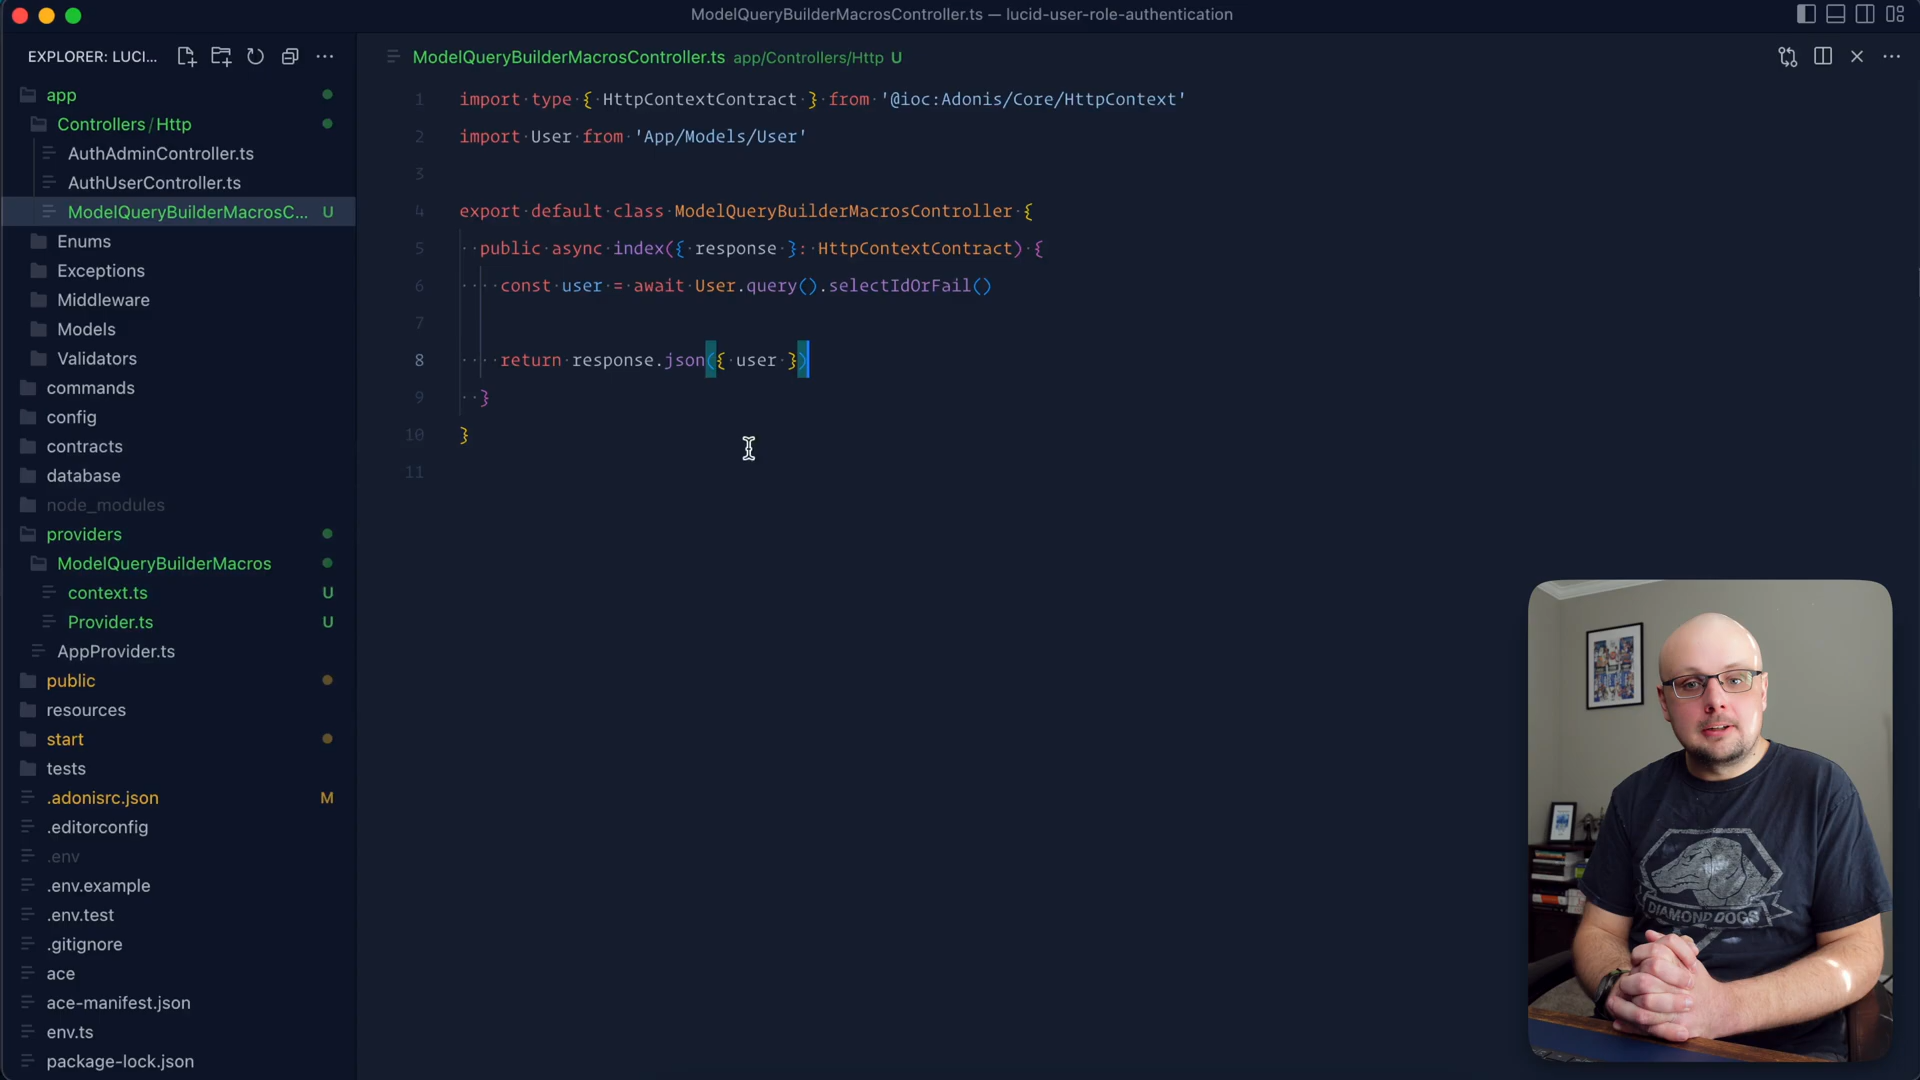 ModelQueryBuilderMacrosController.ts — lucid-user-role-authentication
EXPLORER: LUCI...
app
Controllers / Http
AuthAdminController.ts
AuthUserController.ts
ModelQueryBuilderMacrosC... U
Enums
Exceptions
Middleware
Models
Validators
commands
config
contracts
database
node_modules
providers
ModelQueryBuilderMacros
context.ts U
Provider.ts U
AppProvider.ts
public
resources
start
tests
.adonisrc.json M
.editorconfig
.env
.env.example
.env.test
.gitignore
ace
ace-manifest.json
env.ts
package-lock.json
ModelQueryBuilderMacrosController.ts app/Controllers/Http U
1 import type { HttpContextContract } from '@ioc:Adonis/Core/HttpContext'
2 import User from 'App/Models/User'
3
4 export default class ModelQueryBuilderMacrosController {
5 public async index({ response }: HttpContextContract) {
6 const user = await User.query().selectIdOrFail()
7
8 return response.json({ user })
9 }
10 }
11
DIAMOND DOGS